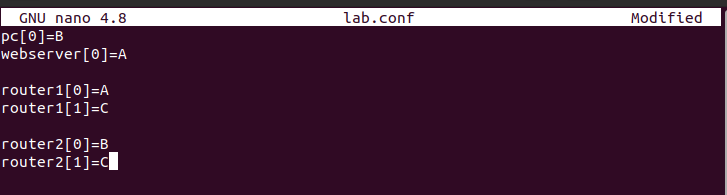 GNU nano 4.8 lab.conf Modified
pc[0]=B
webserver[0]=A
router1[0]=A
router1[1]=C
router2[0]=B
router2[1]=C